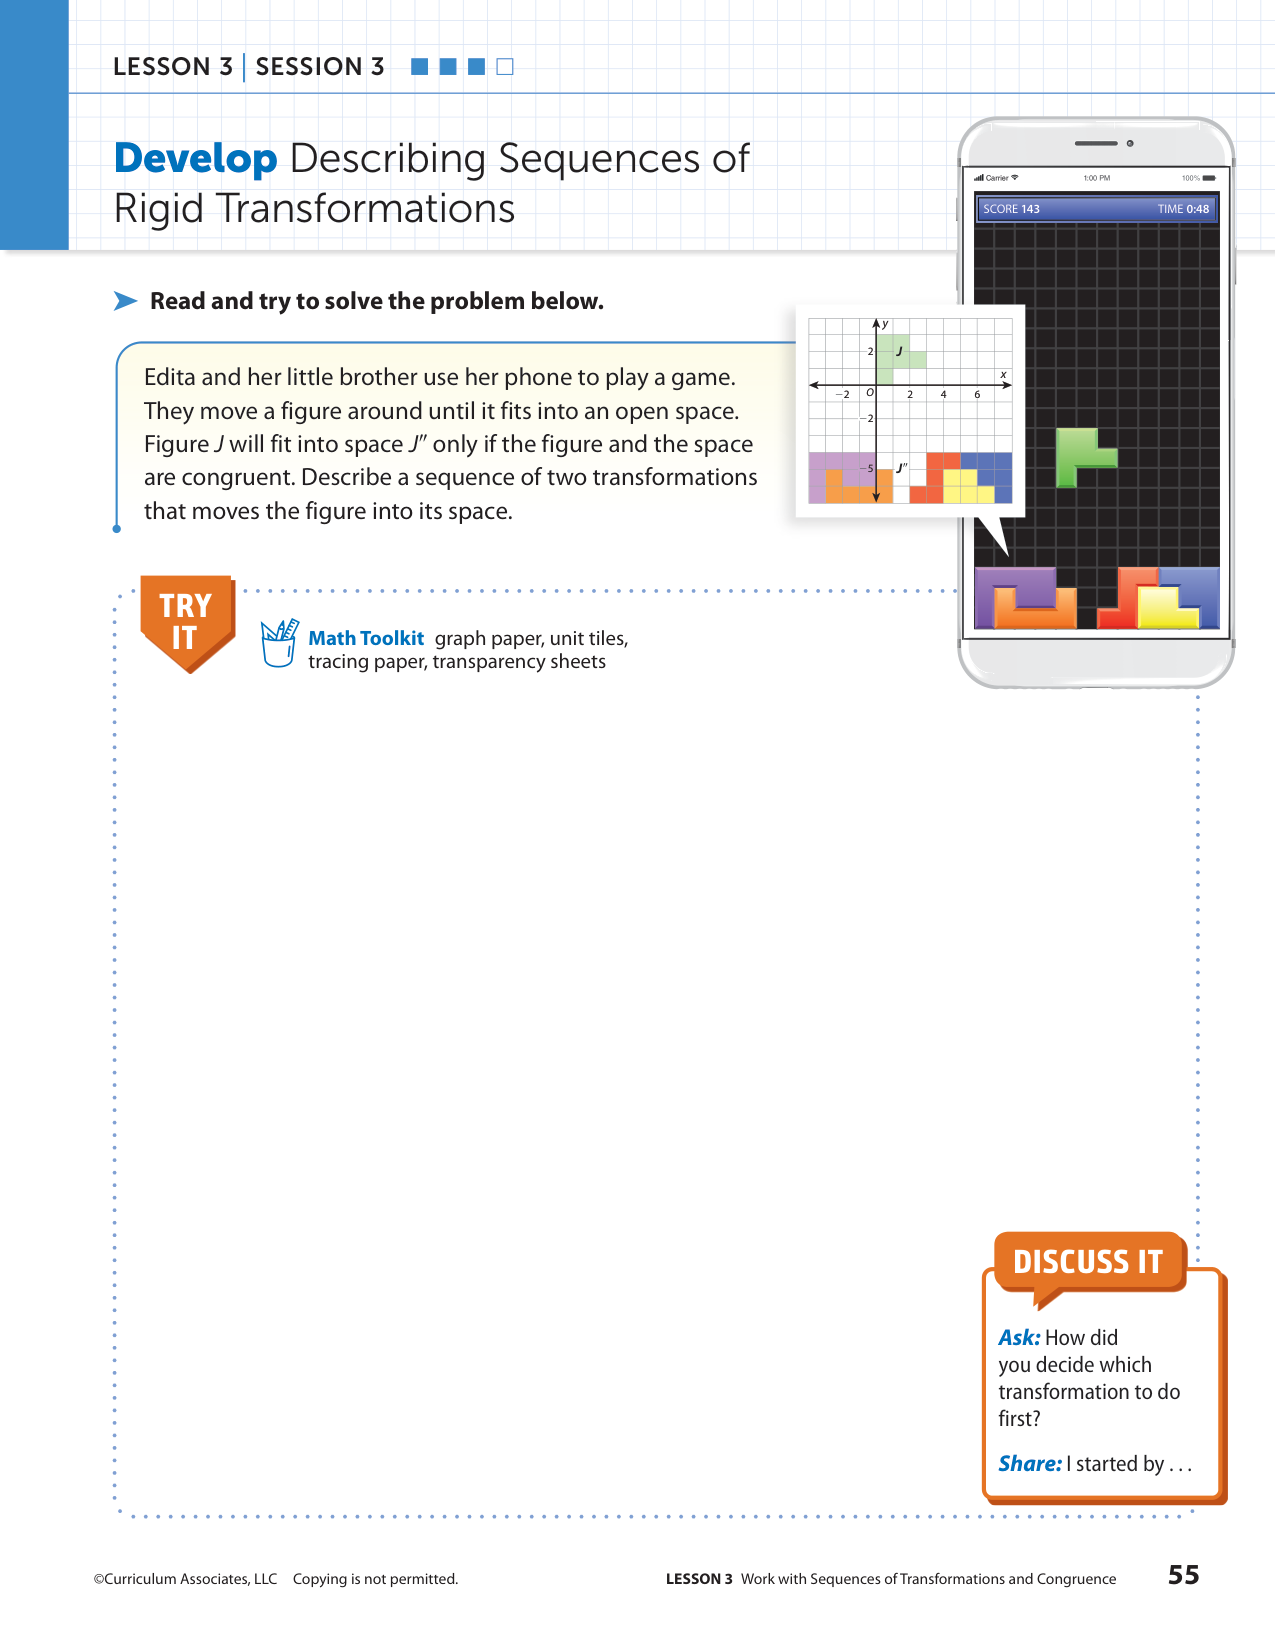 LESSON 3 | SESSION 3
Develop Describing Sequences of
Rigid Transformations
Carrier 1:00 PM 100%
SCORE 143 TIME 0:48
Read and try to solve the problem below.
Edita and her little brother use her phone to play a game.
They move a figure around until it fits into an open space.
Figure J will fit into space J″ only if the figure and the space
are congruent. Describe a sequence of two transformations
that moves the figure into its space.
y
2 J
x
−2 O 2 4 6
−2
−5 J″
TRY
IT
Math Toolkit graph paper, unit tiles,
tracing paper, transparency sheets
DISCUSS IT
Ask: How did
you decide which
transformation to do
first?
Share: I started by . . .
©Curriculum Associates, LLC Copying is not permitted.
LESSON 3 Work with Sequences of Transformations and Congruence 55